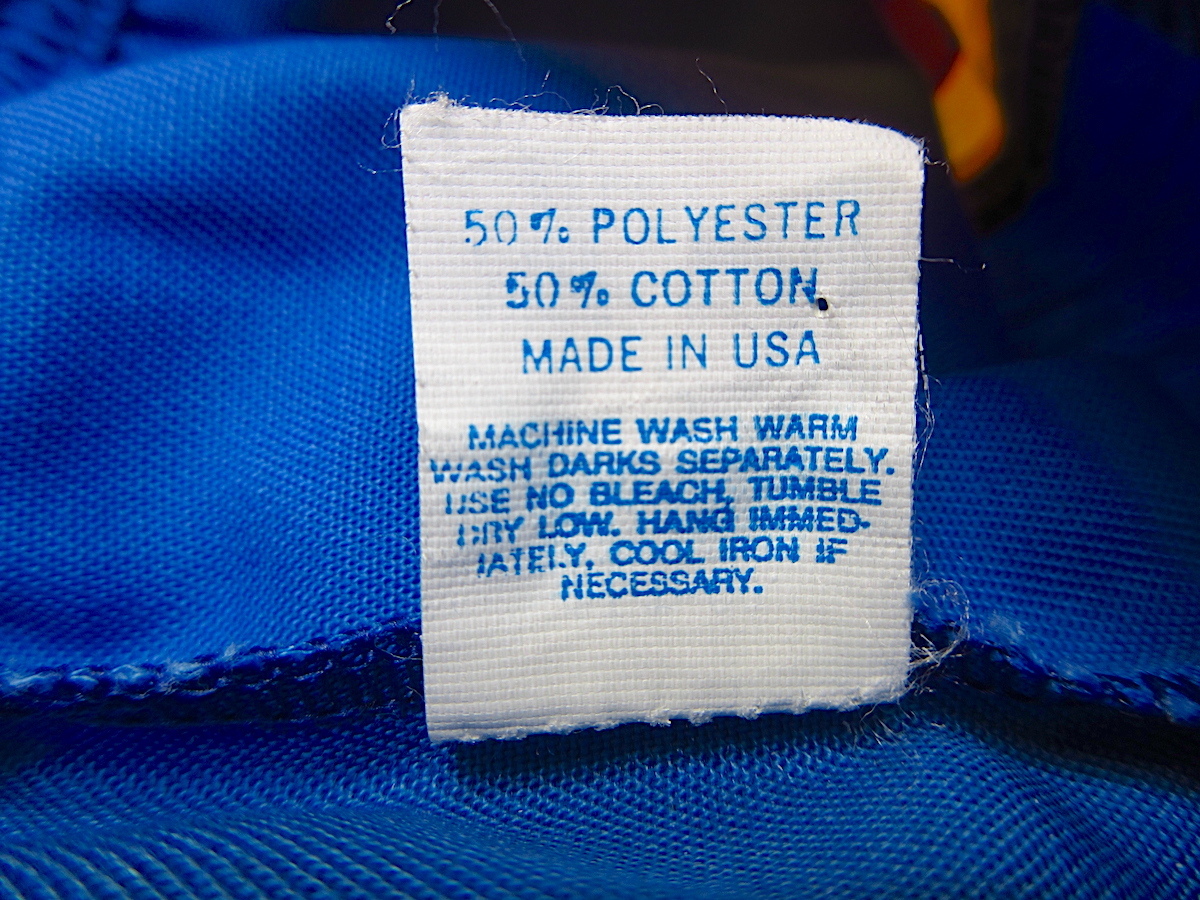 50% POLYESTER
50% COTTON
MADE IN USA
MACHINE WASH WARM
WASH DARKS SEPARATELY.
USE NO BLEACH, TUMBLE
DRY LOW. HANG IMMED-
IATELY, COOL IRON IF
NECESSARY.